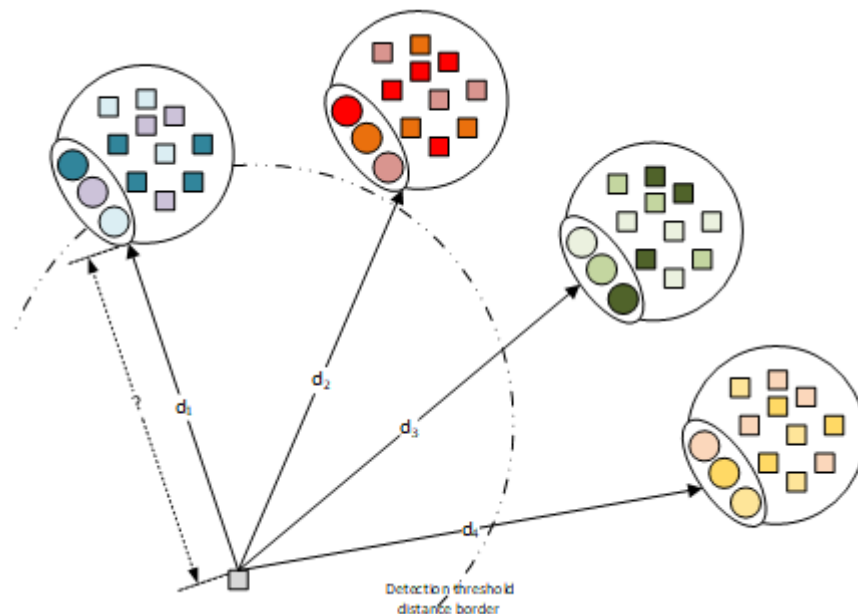 d₁
d₂
d₃
d₄
?
Detection threshold
distance border